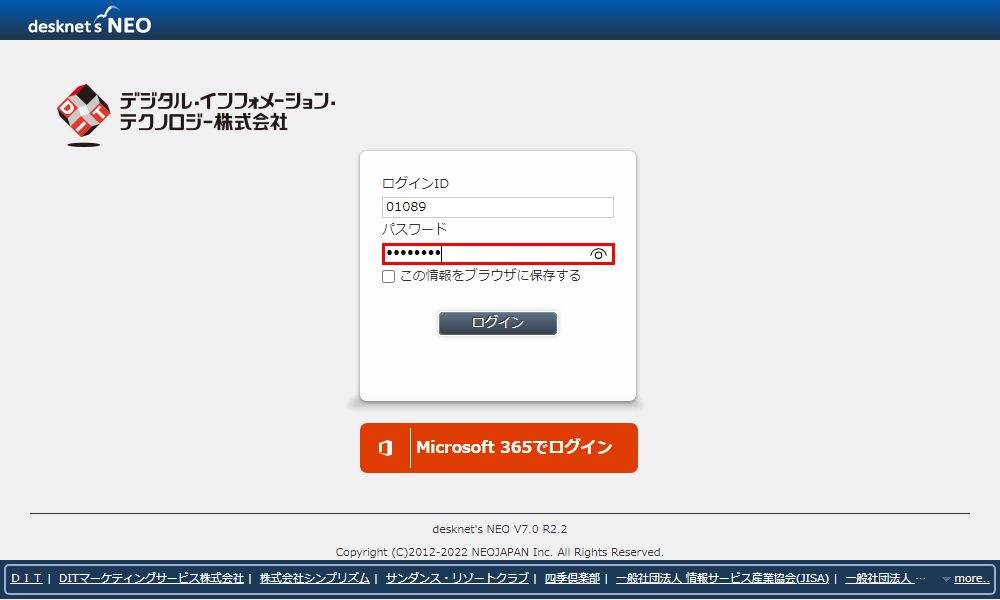 desknet's NEO
DIT
デジタル・インフォメーション・
テクノロジー株式会社
ログインID
01089
パスワード
••••••••
この情報をブラウザに保存する
ログイン
Microsoft 365でログイン
desknet's NEO V7.0 R2.2
Copyright (C)2012-2022 NEOJAPAN Inc. All Rights Reserved.
ＤＩＴ | DITマーケティングサービス株式会社 | 株式会社シンプリズム | サンダンス・リゾートクラブ | 四季倶楽部 | 一般社団法人 情報サービス産業協会(JISA) | 一般社団法人 … more..